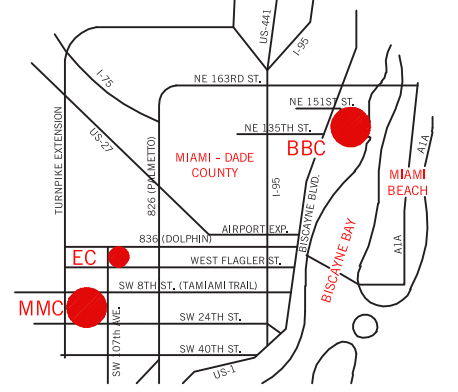 US-441
I-95
I-75
NE 163RD ST.
NE 151ST ST.
NE 135TH ST.
BBC
US-27
TURNPIKE EXTENSION
826 (PALMETTO)
MIAMI - DADE
COUNTY
I-95
BISCAYNE BLVD.
MIAMI
BEACH
A1A
A1A
BISCAYNE BAY
AIRPORT EXP.
836 (DOLPHIN)
EC
WEST FLAGLER ST.
SW 8TH ST. (TAMIAMI TRAIL)
MMC
SW 24TH ST.
SW 107th AVE.
SW 40TH ST.
US-1